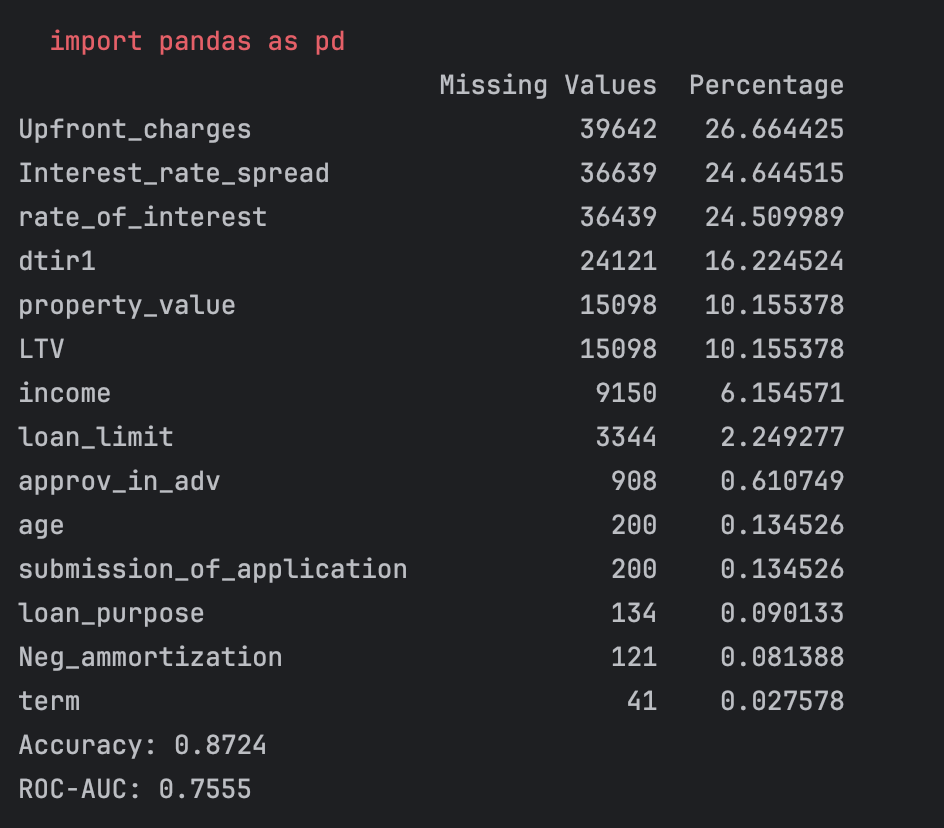 import pandas as pd
Missing Values Percentage
Upfront_charges 39642 26.664425
Interest_rate_spread 36639 24.644515
rate_of_interest 36439 24.509989
dtir1 24121 16.224524
property_value 15098 10.155378
LTV 15098 10.155378
income 9150 6.154571
loan_limit 3344 2.249277
approv_in_adv 908 0.610749
age 200 0.134526
submission_of_application 200 0.134526
loan_purpose 134 0.090133
Neg_ammortization 121 0.081388
term 41 0.027578
Accuracy: 0.8724
ROC-AUC: 0.7555